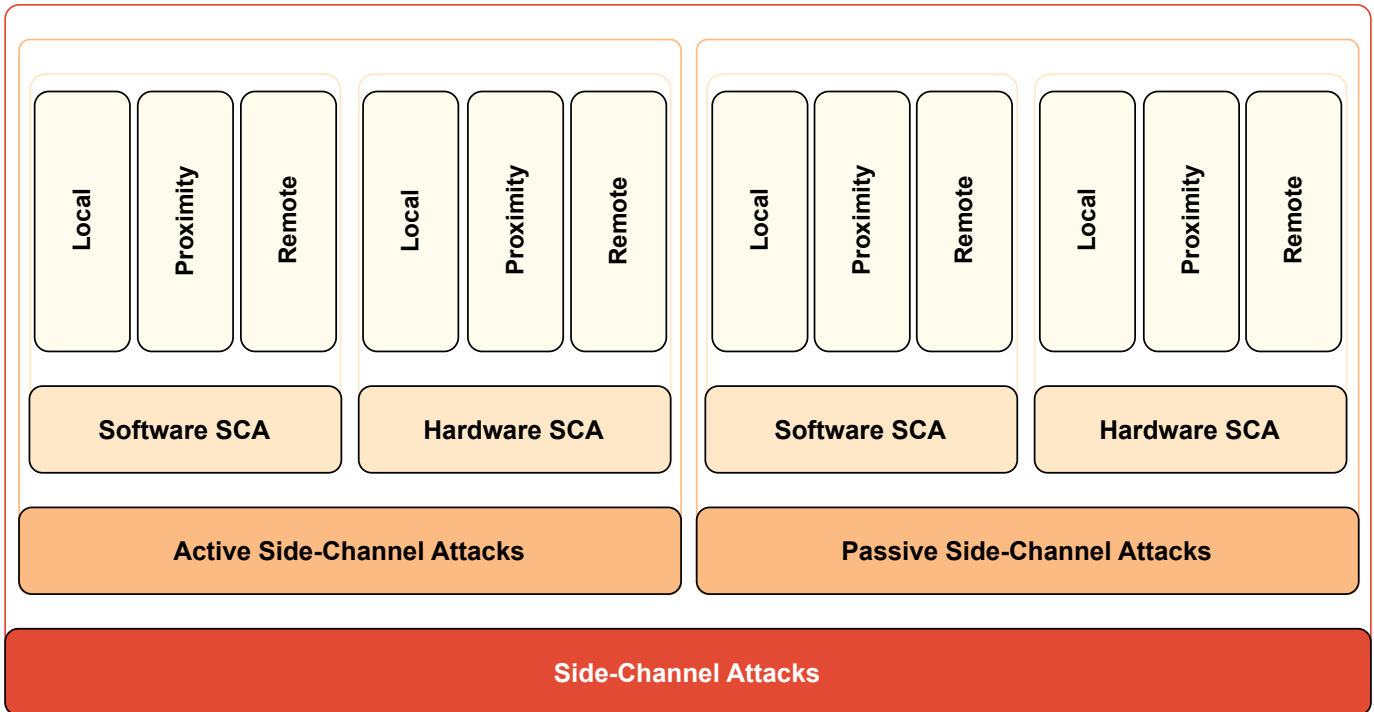 Local
Proximity
Remote
Local
Proximity
Remote
Local
Proximity
Remote
Local
Proximity
Remote
Software SCA
Hardware SCA
Software SCA
Hardware SCA
Active Side-Channel Attacks
Passive Side-Channel Attacks
Side-Channel Attacks